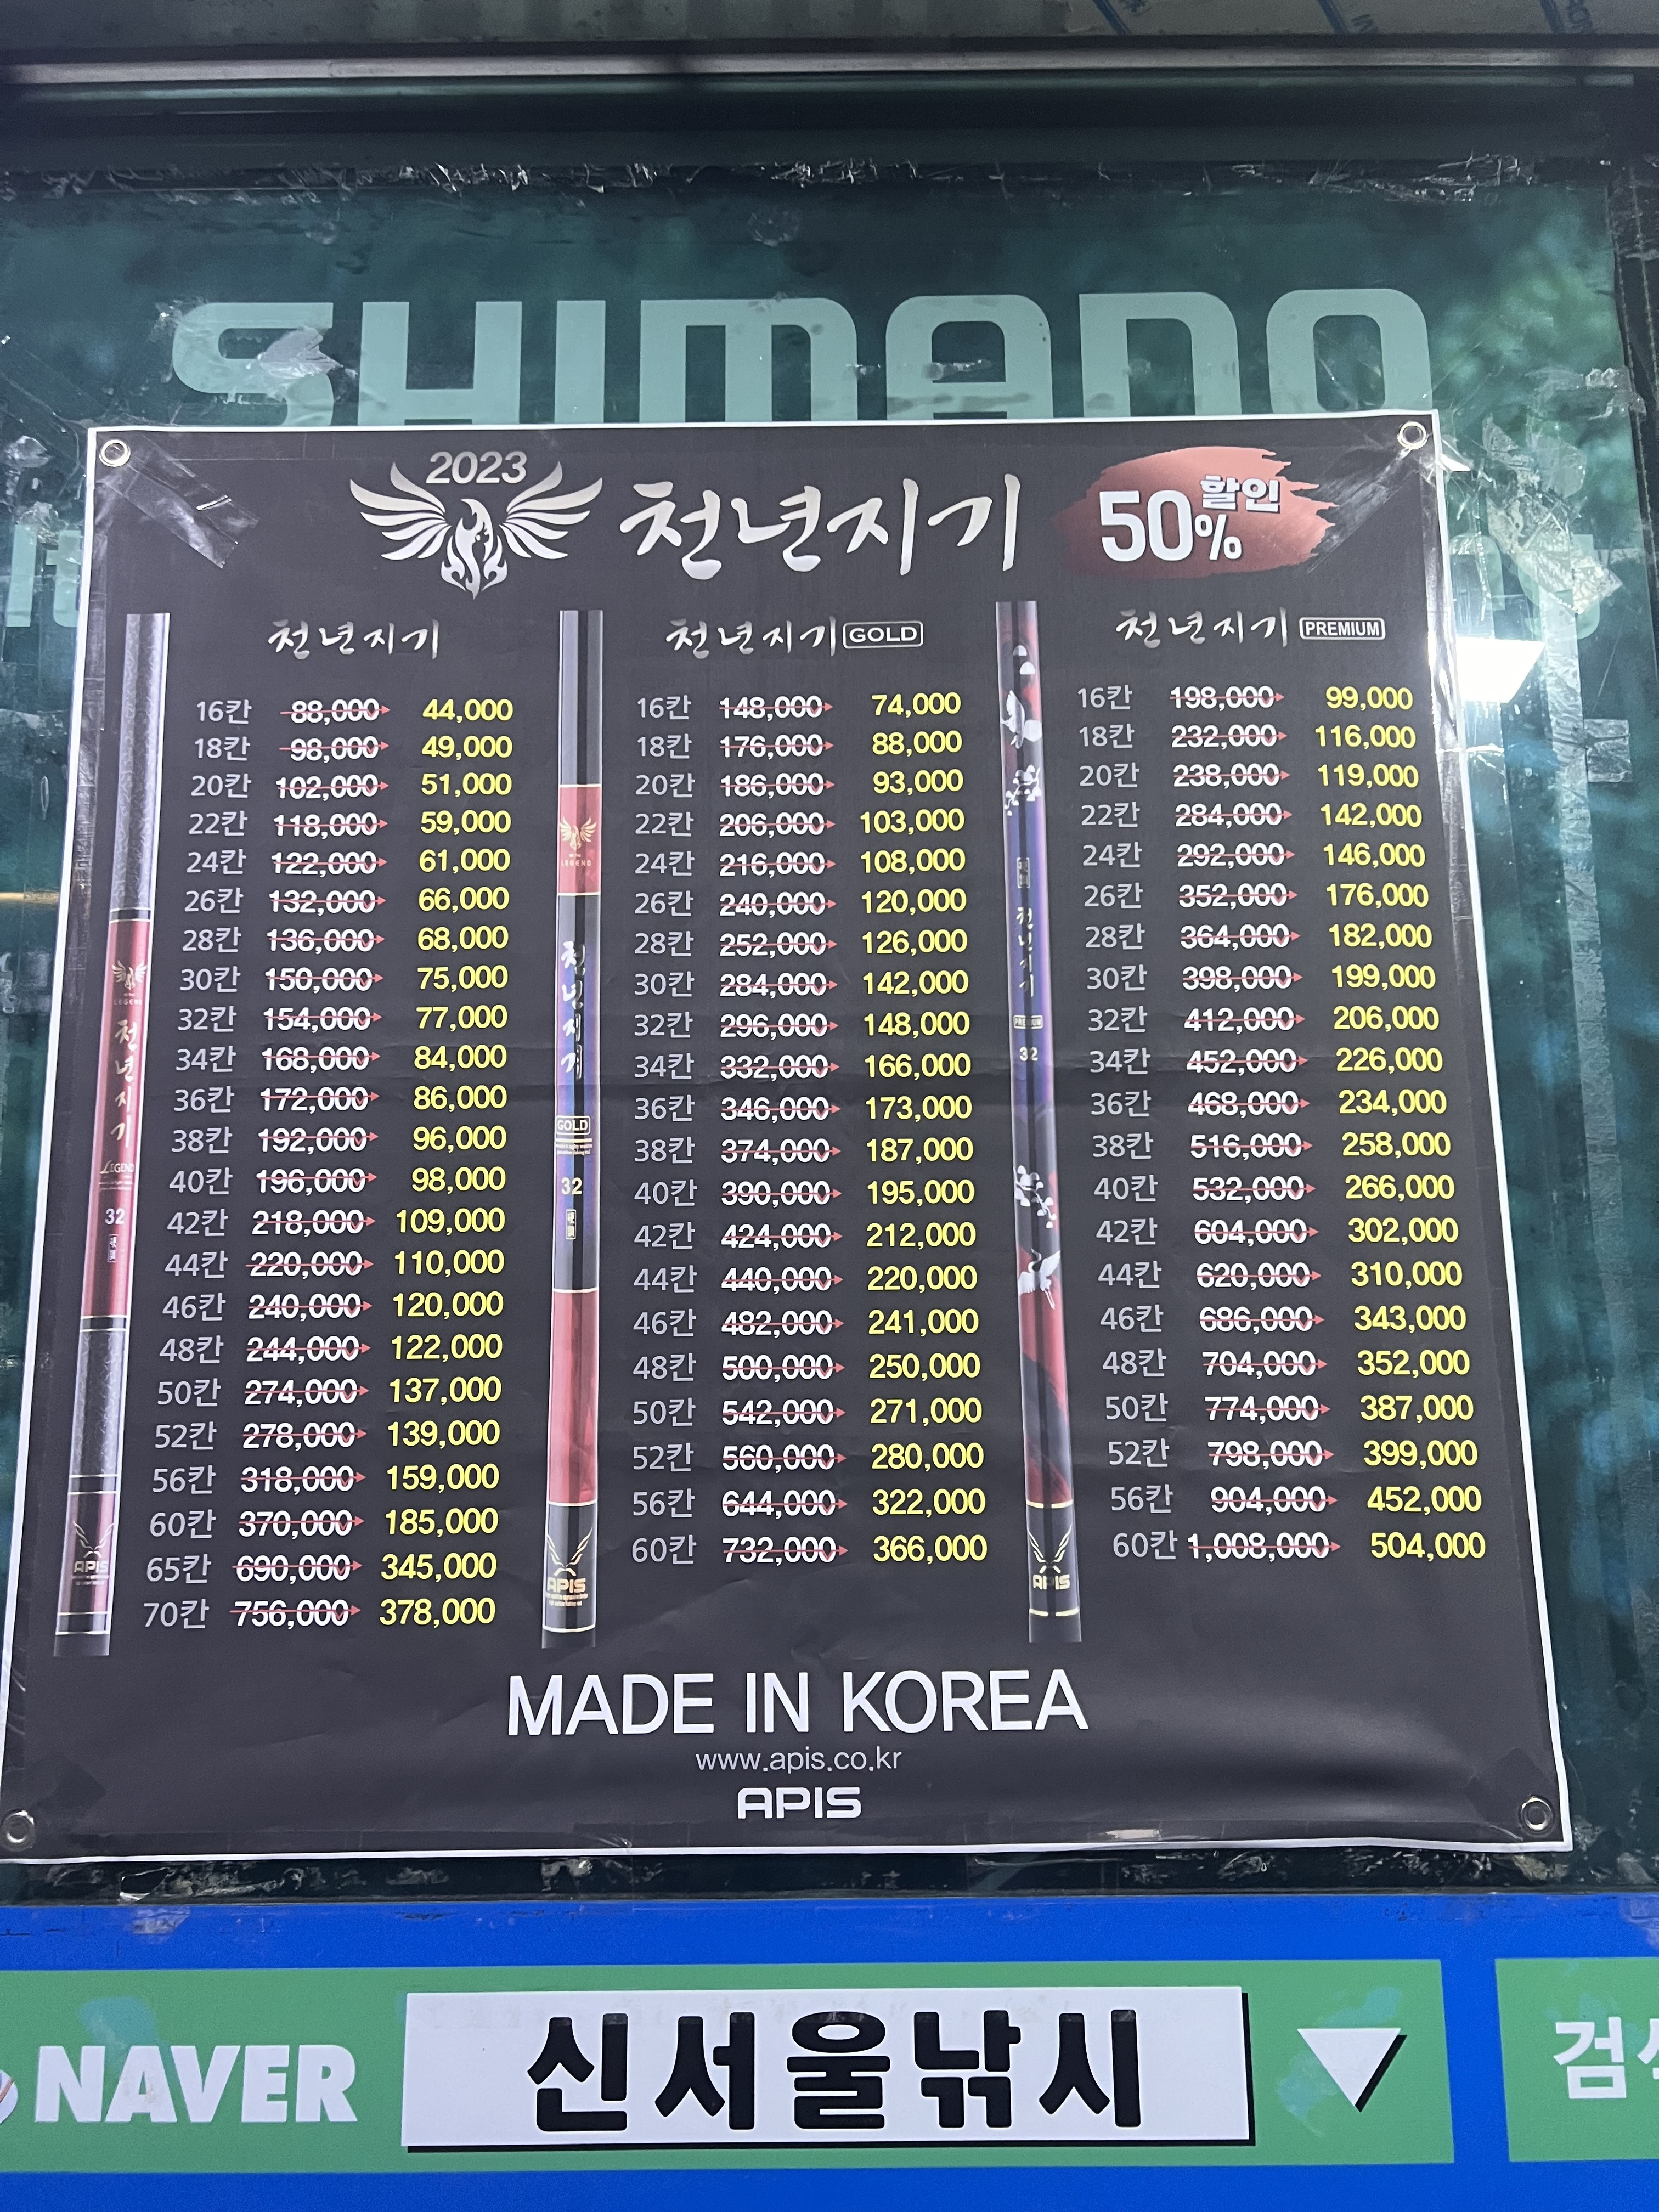 SHIMANO
2023
천년지기
50% 할인
천년지기
16칸 88,000 44,000
18칸 98,000 49,000
20칸 102,000 51,000
22칸 118,000 59,000
24칸 122,000 61,000
26칸 132,000 66,000
28칸 136,000 68,000
30칸 150,000 75,000
32칸 154,000 77,000
34칸 168,000 84,000
36칸 172,000 86,000
38칸 192,000 96,000
40칸 196,000 98,000
42칸 218,000 109,000
44칸 220,000 110,000
46칸 240,000 120,000
48칸 244,000 122,000
50칸 274,000 137,000
52칸 278,000 139,000
56칸 318,000 159,000
60칸 370,000 185,000
65칸 690,000 345,000
70칸 756,000 378,000
천년지기 GOLD
16칸 148,000 74,000
18칸 176,000 88,000
20칸 186,000 93,000
22칸 206,000 103,000
24칸 216,000 108,000
26칸 240,000 120,000
28칸 252,000 126,000
30칸 284,000 142,000
32칸 296,000 148,000
34칸 332,000 166,000
36칸 346,000 173,000
38칸 374,000 187,000
40칸 390,000 195,000
42칸 424,000 212,000
44칸 440,000 220,000
46칸 482,000 241,000
48칸 500,000 250,000
50칸 542,000 271,000
52칸 560,000 280,000
56칸 644,000 322,000
60칸 732,000 366,000
천년지기 PREMIUM
16칸 198,000 99,000
18칸 232,000 116,000
20칸 238,000 119,000
22칸 284,000 142,000
24칸 292,000 146,000
26칸 352,000 176,000
28칸 364,000 182,000
30칸 398,000 199,000
32칸 412,000 206,000
34칸 452,000 226,000
36칸 468,000 234,000
38칸 516,000 258,000
40칸 532,000 266,000
42칸 604,000 302,000
44칸 620,000 310,000
46칸 686,000 343,000
48칸 704,000 352,000
50칸 774,000 387,000
52칸 798,000 399,000
56칸 904,000 452,000
60칸 1,008,000 504,000
LEGEND
천년지기
LEGEND
32
APIS
LEGEND
천년지기
GOLD
32
APIS
천년지기
PREMIUM
32
APIS
MADE IN KOREA
www.apis.co.kr
APIS
NAVER
신서울낚시
검